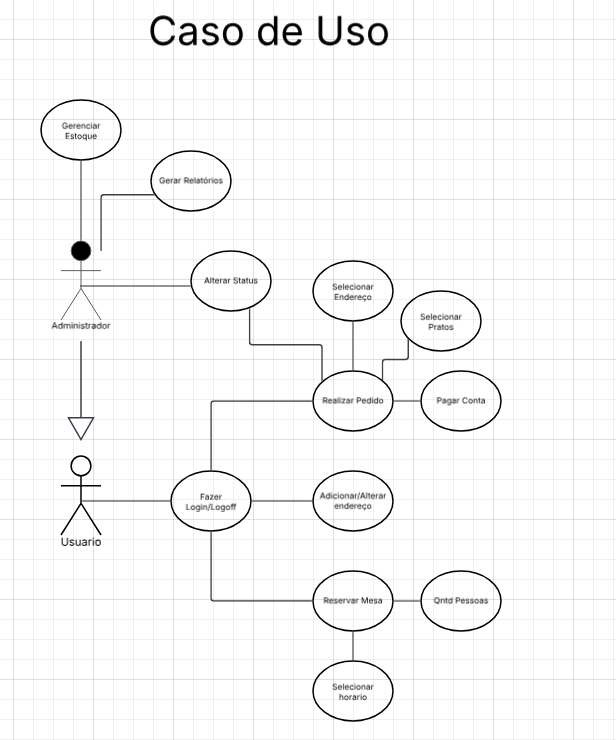 Caso de Uso
Gerenciar
Estoque
Gerar Relatórios
Alterar Status
Selecionar
Endereço
Selecionar
Pratos
Administrador
Realizar Pedido
Pagar Conta
Fazer
Login/Logoff
Adicionar/Alterar
endereço
Usuario
Reservar Mesa
Qntd Pessoas
Selecionar
horario